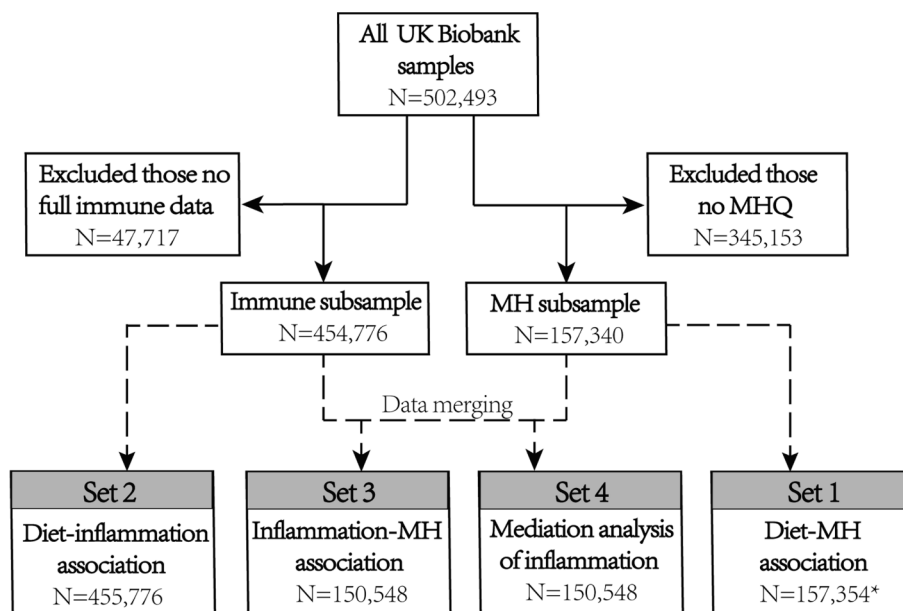 All UK Biobank
samples
N=502,493
Excluded those no
full immune data
N=47,717
Excluded those
no MHQ
N=345,153
Immune subsample
N=454,776
MH subsample
N=157,340
Data merging
Set 2
Diet-inflammation
association
N=455,776
Set 3
Inflammation-MH
association
N=150,548
Set 4
Mediation analysis
of inflammation
N=150,548
Set 1
Diet-MH
association
N=157,354*